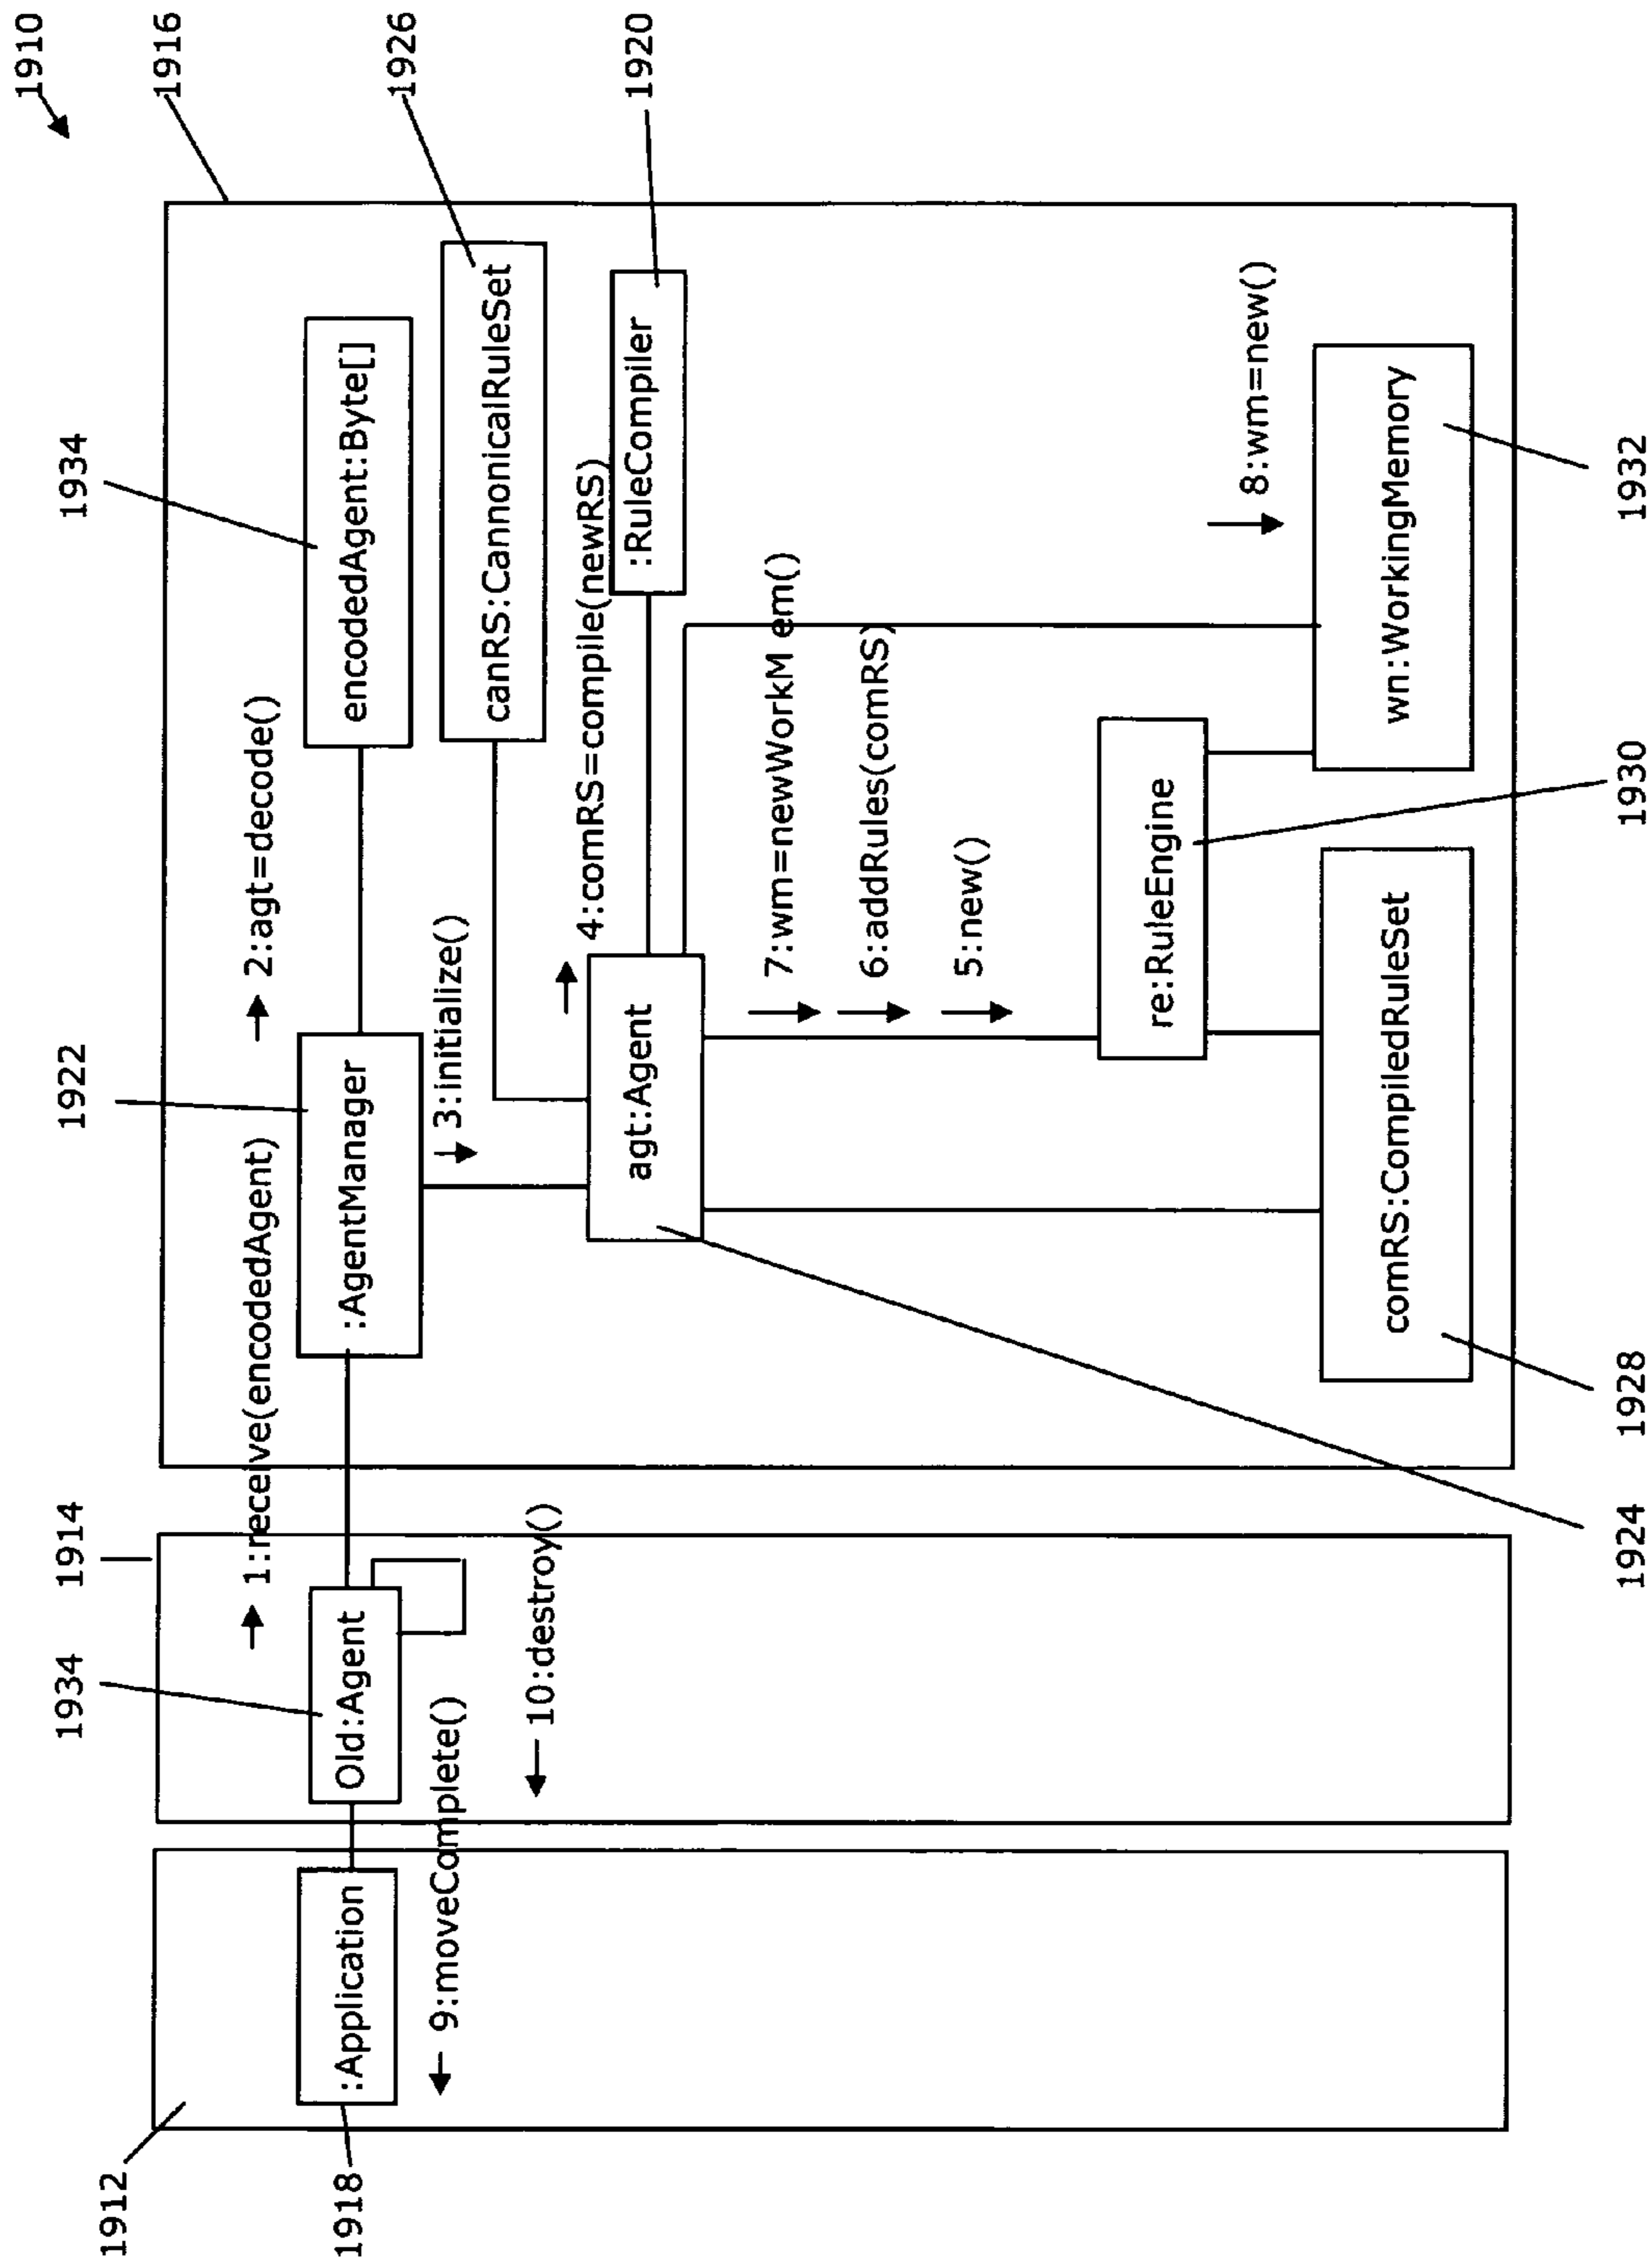 1910
1916
1926
1920
1934
encodedAgent:Byte[]
canRS:CannonicalRuleSet
:RuleCompiler
2:agt=decode()
4:comRS=compile(newRS)
1922
:AgentManager
3:initialize()
agt:Agent
7:wm=newWorkM em()
6:addRules(comRS)
5:new()
8:wm=new()
re:RuleEngine
wn:WorkingMemory
comRS:CompiledRuleSet
1932
1930
1928
1924
1:receive(encodedAgent)
1914
1934
Old:Agent
10:destroy()
9:moveComplete()
:Application
1912
1918